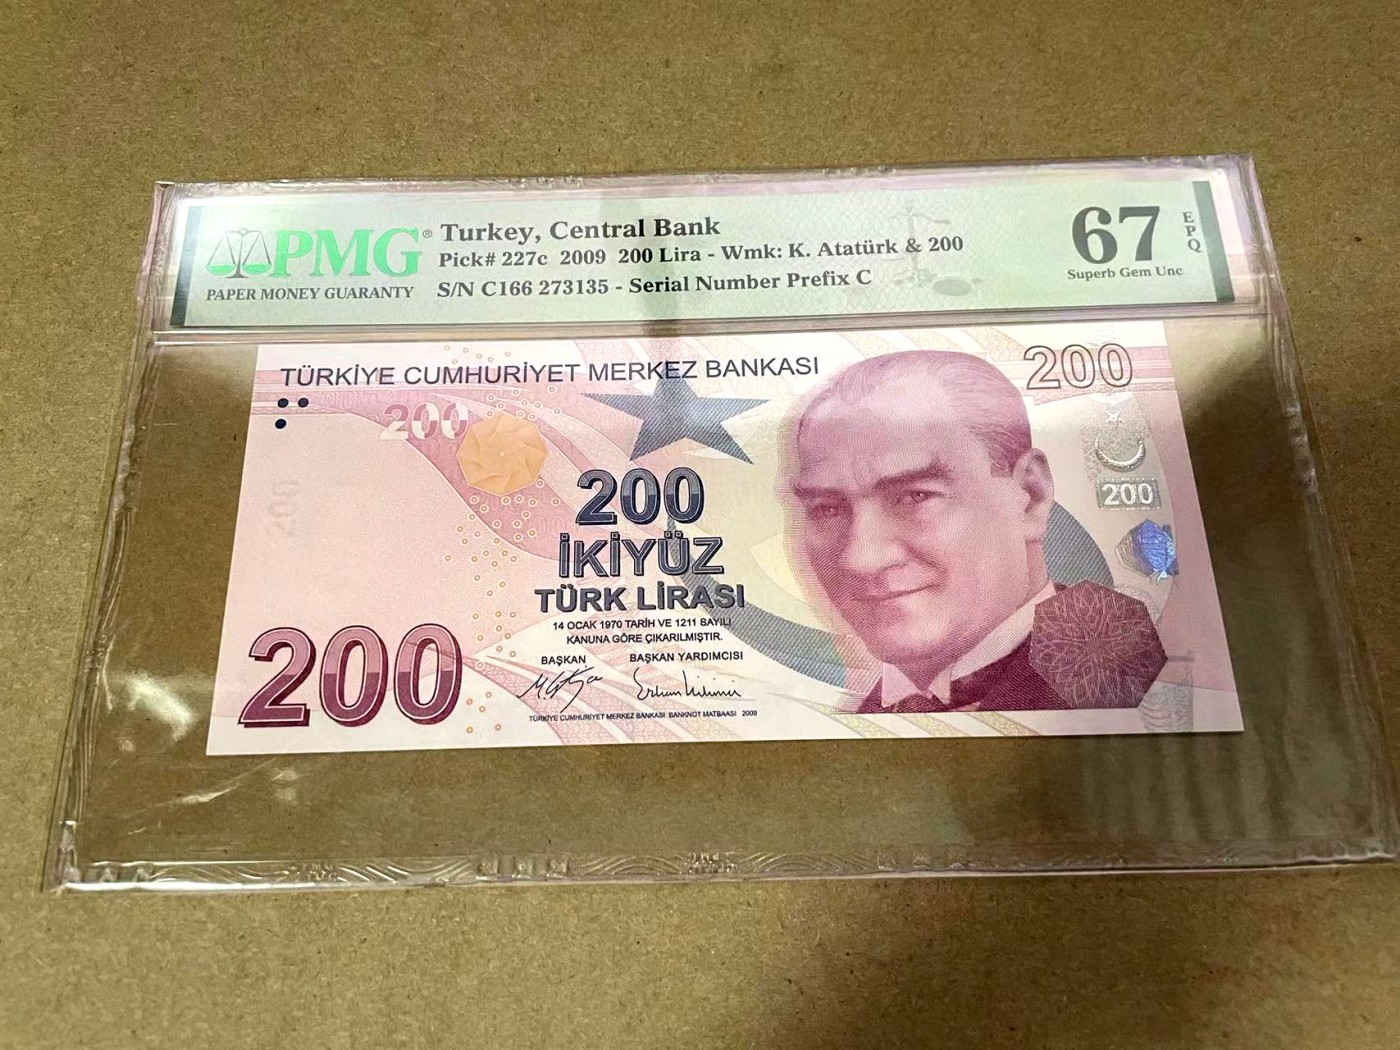 PMG®
PAPER MONEY GUARANTY
Turkey, Central Bank
Pick# 227c 2009 200 Lira - Wmk: K. Atatürk & 200
S/N C166 273135 - Serial Number Prefix C
67
EPQ
Superb Gem Unc
TÜRKİYE CUMHURİYET MERKEZ BANKASI
200
200
200
200
200
İKİYÜZ
TÜRK LİRASI
14 OCAK 1970 TARİH VE 1211 SAYILI
KANUNA GÖRE ÇIKARILMIŞTIR.
BAŞKAN BAŞKAN YARDIMCISI
TÜRKİYE CUMHURİYET MERKEZ BANKASI BANKNOT MATBAASI 2009
200